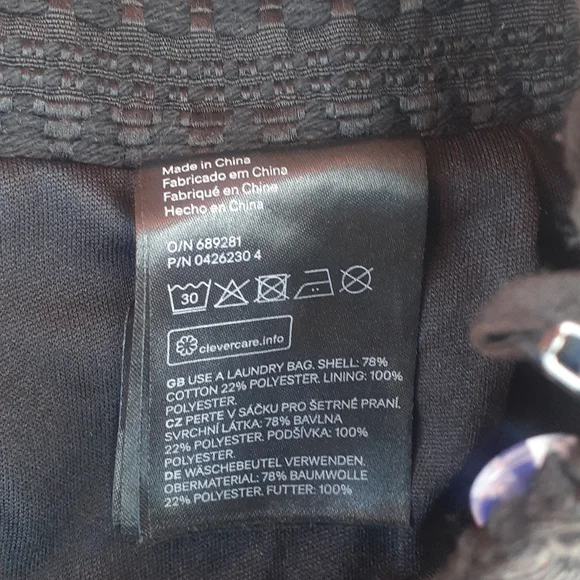 Made in China
Fabricado em China
Fabriqué en Chine
Hecho en China
O/N 689281
P/N 0426230 4
30
clevercare.info
GB USE A LAUNDRY BAG. SHELL: 78%
COTTON 22% POLYESTER. LINING: 100%
POLYESTER.
CZ PERTE V SÁČKU PRO ŠETRNÉ PRANÍ.
SVRCHNÍ LÁTKA: 78% BAVLNA
22% POLYESTER. PODŠÍVKA: 100%
POLYESTER.
DE WÄSCHEBEUTEL VERWENDEN.
OBERMATERIAL: 78% BAUMWOLLE
22% POLYESTER. FUTTER: 100%